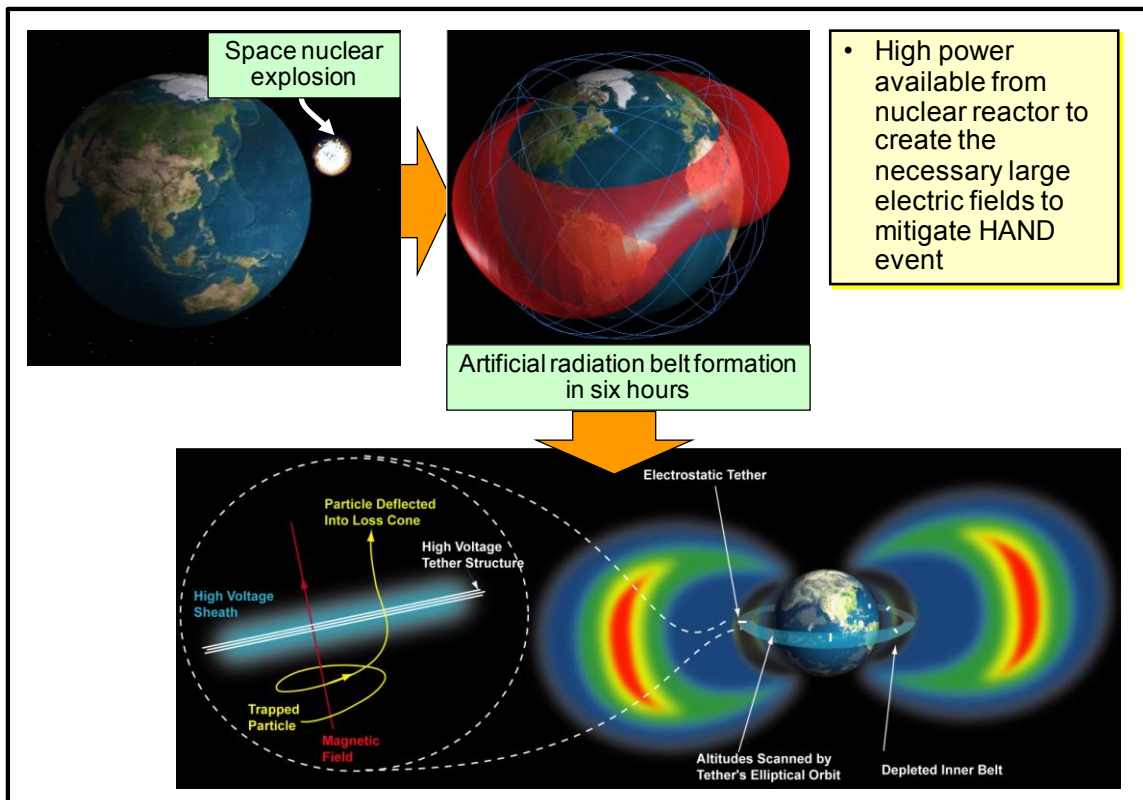 Space nuclear
explosion
• High power
available from
nuclear reactor to
create the
necessary large
electric fields to
mitigate HAND
event
Artificial radiation belt formation
in six hours
Particle Deflected
Into Loss Cone
High Voltage
Tether Structure
High Voltage
Sheath
Trapped
Particle
Magnetic
Field
Electrostatic Tether
Altitudes Scanned by
Tether's Elliptical Orbit
Depleted Inner Belt